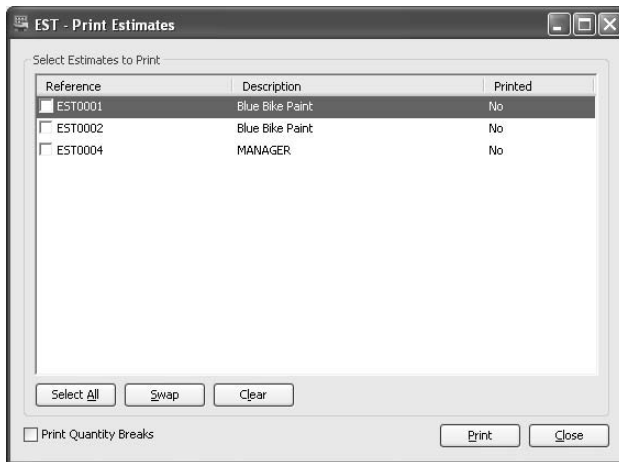 EST - Print Estimates
Select Estimates to Print
Reference Description Printed
EST0001 Blue Bike Paint No
EST0002 Blue Bike Paint No
EST0004 MANAGER No
Select All Swap Clear
Print Quantity Breaks Print Close